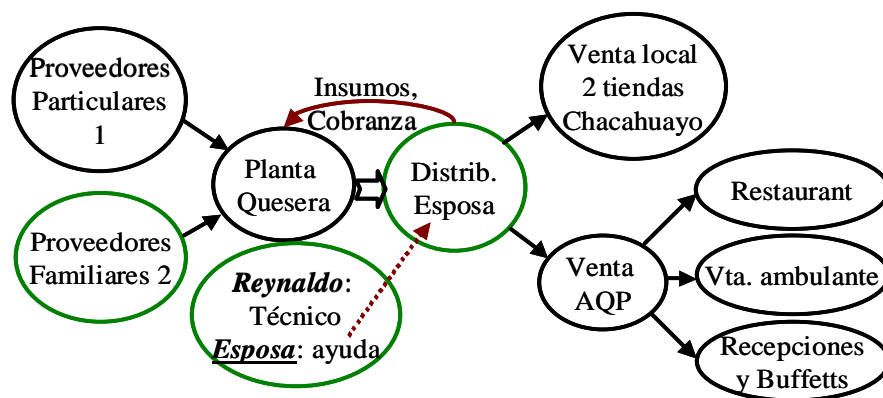 Proveedores
Particulares
1
Proveedores
Familiares 2
Insumos,
Cobranza
Planta
Quesera
Reynaldo:
Técnico
Esposa: ayuda
Distrib.
Esposa
Venta local
2 tiendas
Chacahuayo
Venta
AQP
Restaurant
Vta. ambulante
Recepciones
y Buffetts